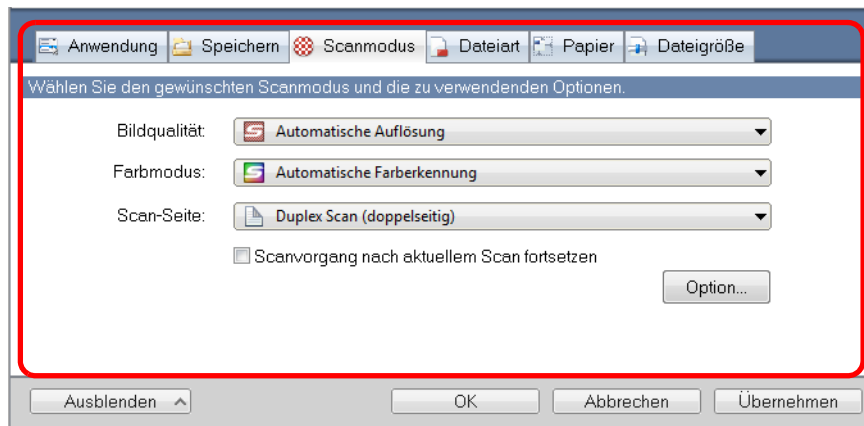 Anwendung Speichern Scanmodus Dateiart Papier Dateigröße
Wählen Sie den gewünschten Scanmodus und die zu verwendenden Optionen.
Bildqualität: Automatische Auflösung
Farbmodus: Automatische Farberkennung
Scan-Seite: Duplex Scan (doppelseitig)
Scanvorgang nach aktuellem Scan fortsetzen
Option...
Ausblenden OK Abbrechen Übernehmen